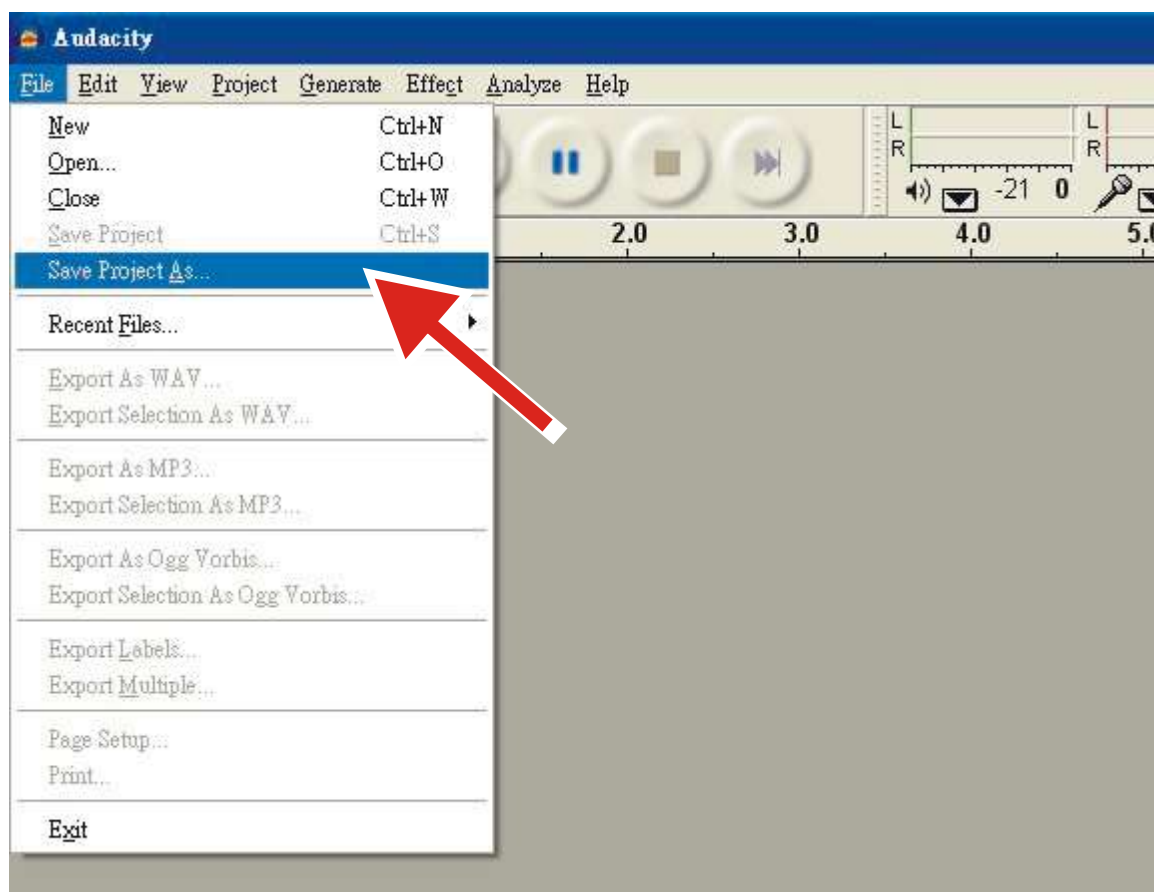 Audacity
File Edit View Project Generate Effect Analyze Help
New Ctrl+N
Open... Ctrl+O
Close Ctrl+W
Save Project Ctrl+S
Save Project As...
Recent Files...
Export As WAV...
Export Selection As WAV...
Export As MP3...
Export Selection As MP3...
Export As Ogg Vorbis...
Export Selection As Ogg Vorbis...
Export Labels...
Export Multiple...
Page Setup...
Print...
Exit
L L
R R
-21 0
2.0 3.0 4.0 5.0